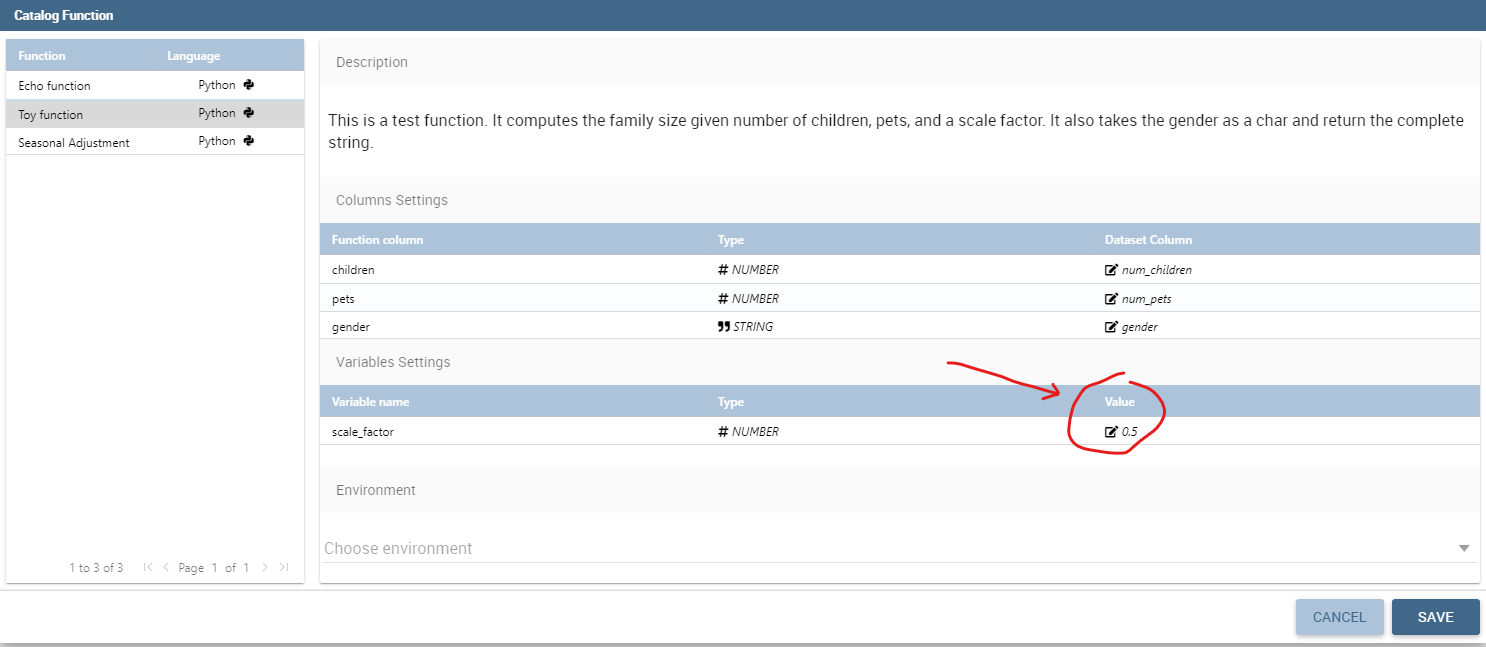 Catalog Function
Function Language
Echo function Python
Toy function Python
Seasonal Adjustment Python
1 to 3 of 3 Page 1 of 1
Description
This is a test function. It computes the family size given number of children, pets, and a scale factor. It also takes the gender as a char and return the complete
string.
Columns Settings
Function column Type Dataset Column
children # NUMBER num_children
pets # NUMBER num_pets
gender STRING gender
Variables Settings
Variable name Type Value
scale_factor # NUMBER 0.5
Environment
Choose environment
CANCEL SAVE